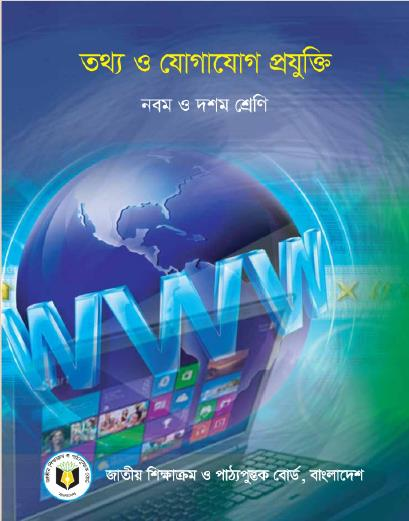 তথ্য ও যোগাযোগ প্রযুক্তি
নবম ও দশম শ্রেণি
WWW
জাতীয় শিক্ষাক্রম ও পাঠ্যপুস্তক বোর্ড, বাংলাদেশ